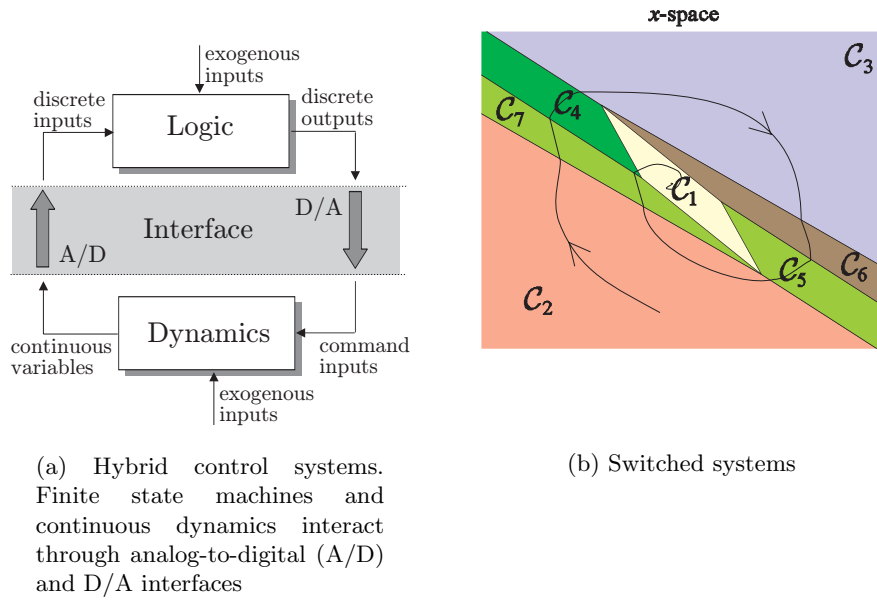 exogenous
inputs
discrete
inputs
Logic
discrete
outputs
D/A
Interface
A/D
Dynamics
continuous
variables
command
inputs
exogenous
inputs
(a) Hybrid control systems.
Finite state machines and
continuous dynamics interact
through analog-to-digital (A/D)
and D/A interfaces
x-space
C3
C4
C7
C1
C5
C6
C2
(b) Switched systems